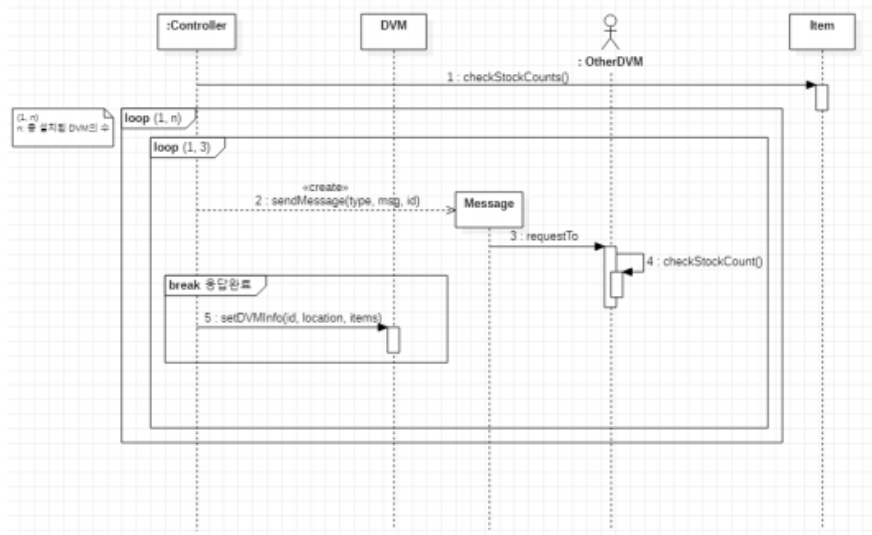 :Controller
DVM
: OtherDVM
Item
1 : checkStockCounts()
(1, n)
n: 총 설치된 DVM의 수
loop (1, n)
loop (1, 3)
«create»
2 : sendMessage(type, msg, id)
Message
3 : requestTo
4 : checkStockCount()
break 응답완료
5 : setDVMInfo(id, location, items)